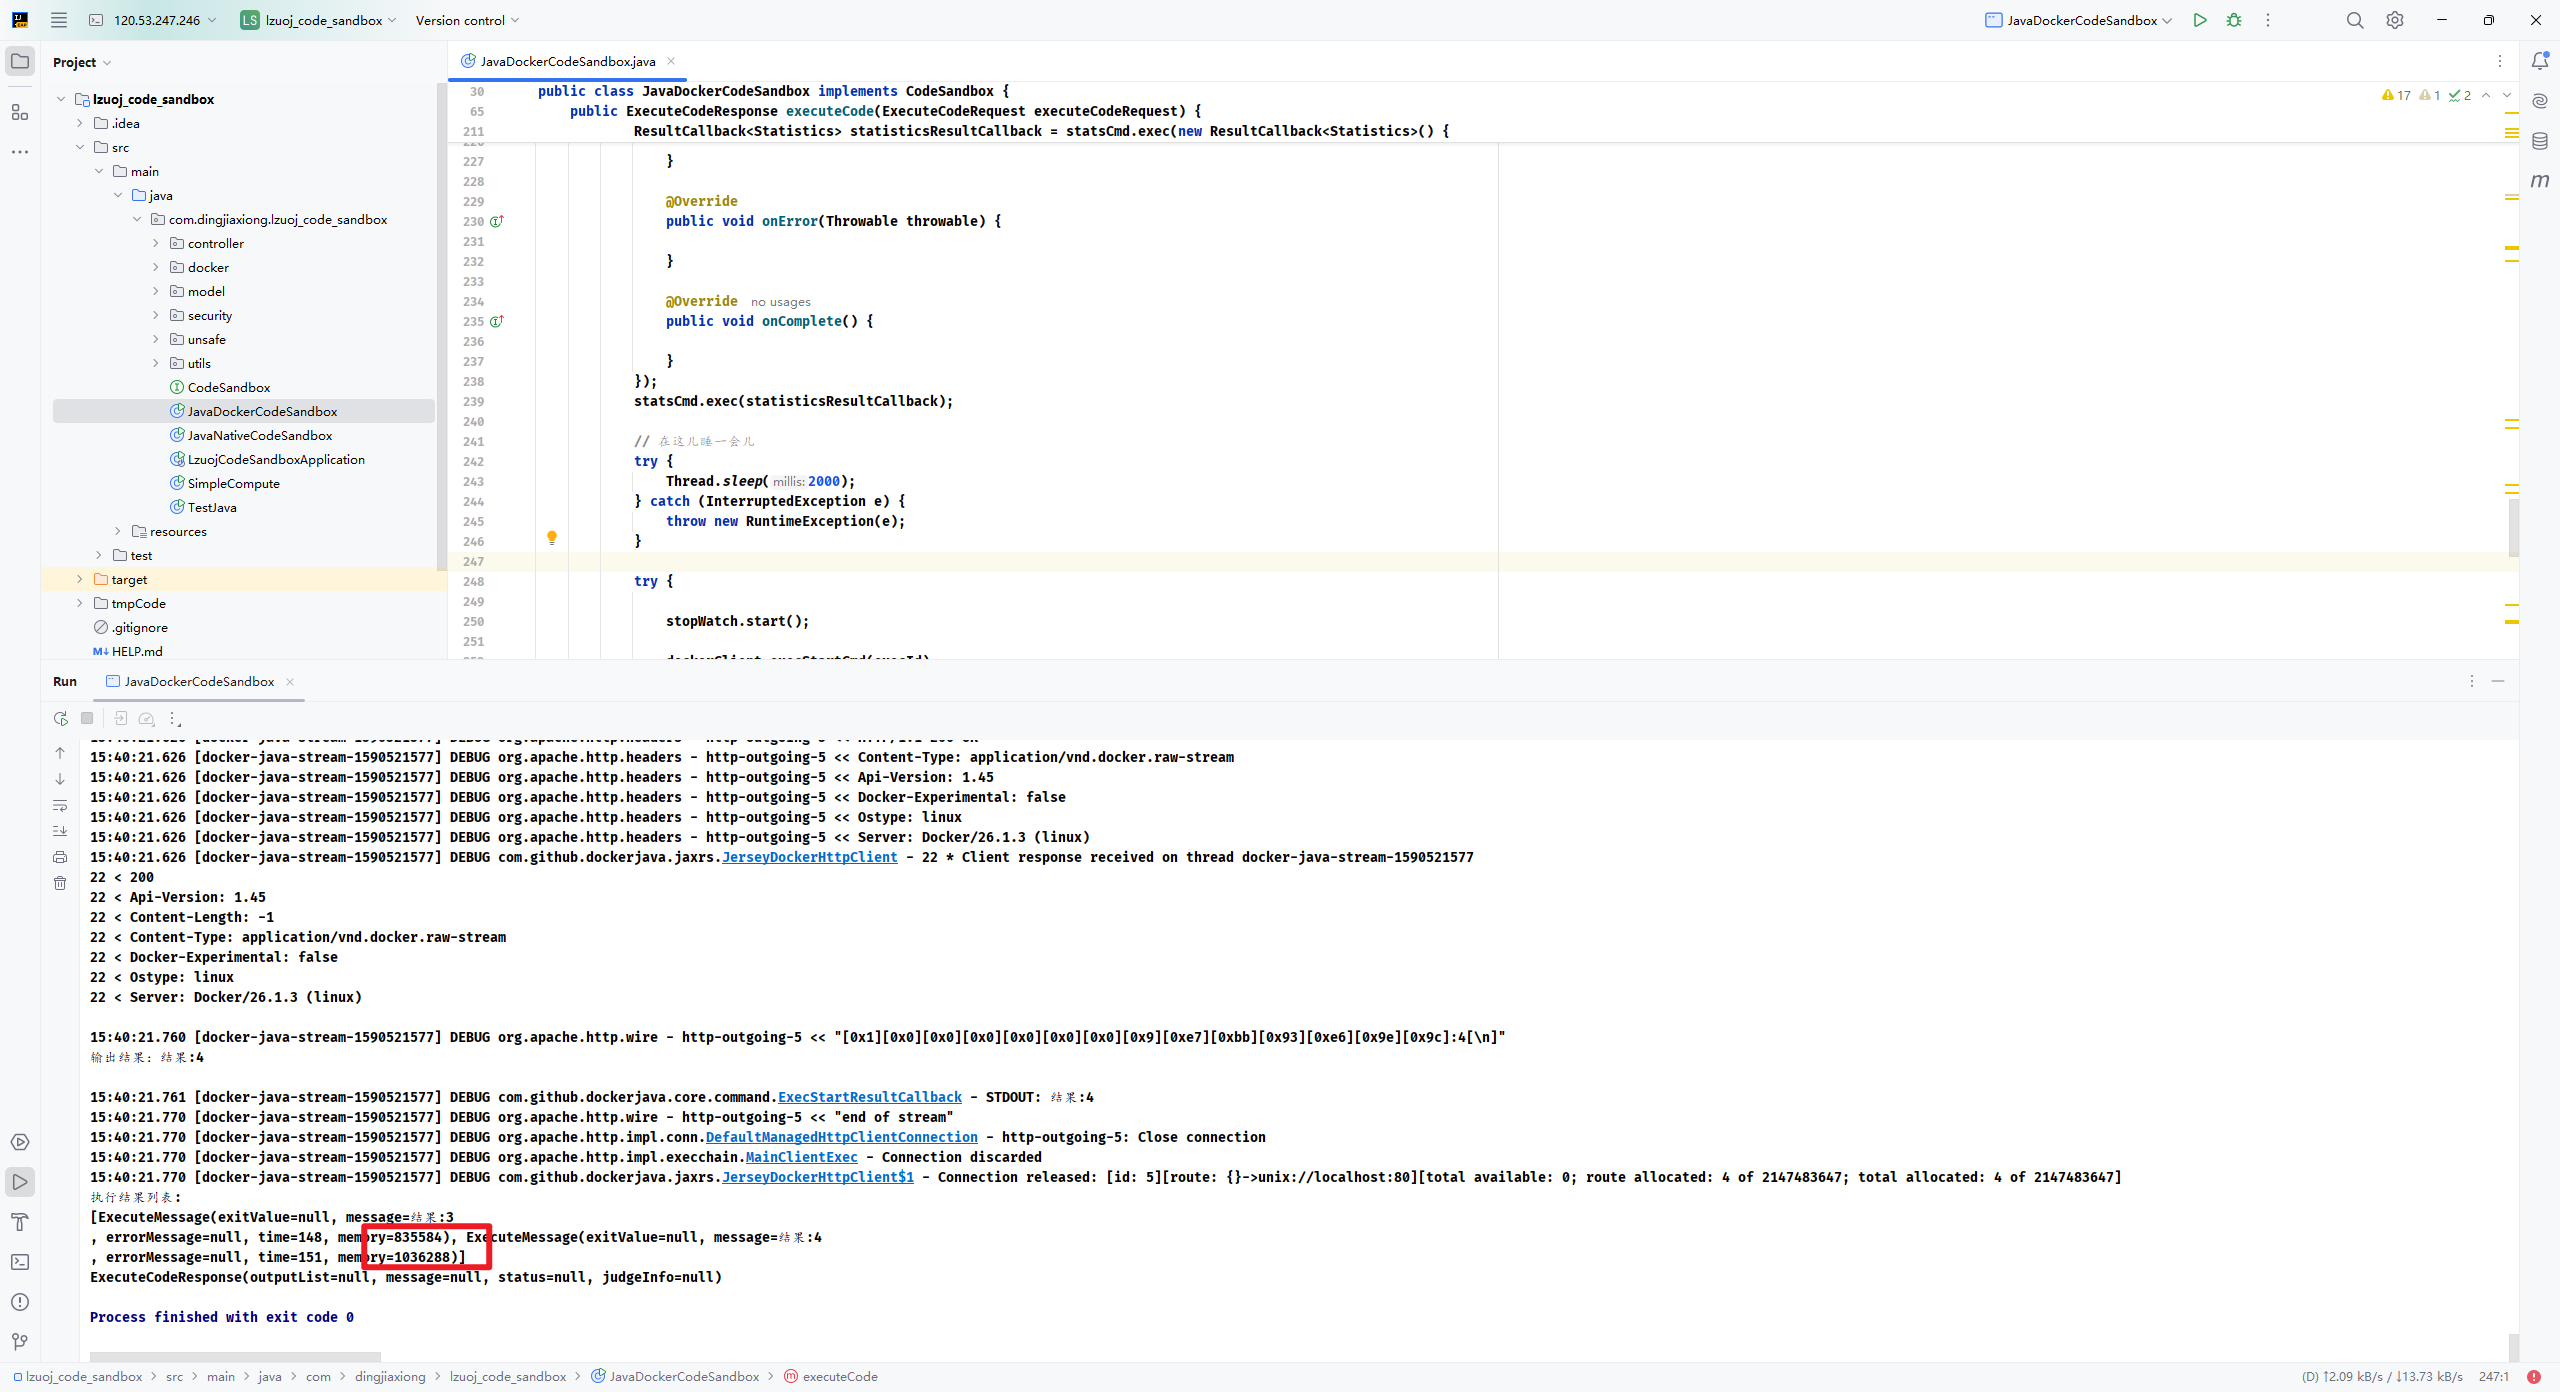 120.53.247.246
LS lzuoj_code_sandbox
Version control
JavaDockerCodeSandbox
Project
lzuoj_code_sandbox
.idea
src
main
java
com.dingjiaxiong.lzuoj_code_sandbox
controller
docker
model
security
unsafe
utils
CodeSandbox
JavaDockerCodeSandbox
JavaNativeCodeSandbox
LzuojCodeSandboxApplication
SimpleCompute
TestJava
resources
test
target
tmpCode
.gitignore
HELP.md
JavaDockerCodeSandbox.java
17 1 2
30 public class JavaDockerCodeSandbox implements CodeSandbox {
65 public ExecuteCodeResponse executeCode(ExecuteCodeRequest executeCodeRequest) {
211 ResultCallback<Statistics> statisticsResultCallback = statsCmd.exec(new ResultCallback<Statistics>() {
227 }
228
229 @Override
230 public void onError(Throwable throwable) {
231
232 }
233
234 @Override no usages
235 public void onComplete() {
236
237 }
238 });
239 statsCmd.exec(statisticsResultCallback);
240
241 // 在这儿睡一会儿
242 try {
243 Thread.sleep( millis: 2000);
244 } catch (InterruptedException e) {
245 throw new RuntimeException(e);
246 }
247
248 try {
249
250 stopWatch.start();
251
Run
JavaDockerCodeSandbox
15:40:21.626 [docker-java-stream-1590521577] DEBUG org.apache.http.headers - http-outgoing-5 << Content-Type: application/vnd.docker.raw-stream
15:40:21.626 [docker-java-stream-1590521577] DEBUG org.apache.http.headers - http-outgoing-5 << Api-Version: 1.45
15:40:21.626 [docker-java-stream-1590521577] DEBUG org.apache.http.headers - http-outgoing-5 << Docker-Experimental: false
15:40:21.626 [docker-java-stream-1590521577] DEBUG org.apache.http.headers - http-outgoing-5 << Ostype: linux
15:40:21.626 [docker-java-stream-1590521577] DEBUG org.apache.http.headers - http-outgoing-5 << Server: Docker/26.1.3 (linux)
15:40:21.626 [docker-java-stream-1590521577] DEBUG com.github.dockerjava.jaxrs.JerseyDockerHttpClient - 22 * Client response received on thread docker-java-stream-1590521577
22 < 200
22 < Api-Version: 1.45
22 < Content-Length: -1
22 < Content-Type: application/vnd.docker.raw-stream
22 < Docker-Experimental: false
22 < Ostype: linux
22 < Server: Docker/26.1.3 (linux)
15:40:21.760 [docker-java-stream-1590521577] DEBUG org.apache.http.wire - http-outgoing-5 << "[0x1][0x0][0x0][0x0][0x0][0x0][0x0][0x9][0xe7][0xbb][0x93][0xe6][0x9e][0x9c]:4[\n]"
输出结果: 结果:4
15:40:21.761 [docker-java-stream-1590521577] DEBUG com.github.dockerjava.core.command.ExecStartResultCallback - STDOUT: 结果:4
15:40:21.770 [docker-java-stream-1590521577] DEBUG org.apache.http.wire - http-outgoing-5 << "end of stream"
15:40:21.770 [docker-java-stream-1590521577] DEBUG org.apache.http.impl.conn.DefaultManagedHttpClientConnection - http-outgoing-5: Close connection
15:40:21.770 [docker-java-stream-1590521577] DEBUG org.apache.http.impl.execchain.MainClientExec - Connection discarded
15:40:21.770 [docker-java-stream-1590521577] DEBUG com.github.dockerjava.jaxrs.JerseyDockerHttpClient$1 - Connection released: [id: 5][route: {}->unix://localhost:80][total available: 0; route allocated: 4 of 2147483647; total allocated: 4 of 2147483647]
执行结果列表:
[ExecuteMessage(exitValue=null, message=结果:3
, errorMessage=null, time=148, memory=835584), ExecuteMessage(exitValue=null, message=结果:4
, errorMessage=null, time=151, memory=1036288)]
ExecuteCodeResponse(outputList=null, message=null, status=null, judgeInfo=null)
Process finished with exit code 0
lzuoj_code_sandbox > src > main > java > com > dingjiaxiong > lzuoj_code_sandbox > JavaDockerCodeSandbox > executeCode
(D) ↑2.09 kB/s / ↓13.73 kB/s 247:1